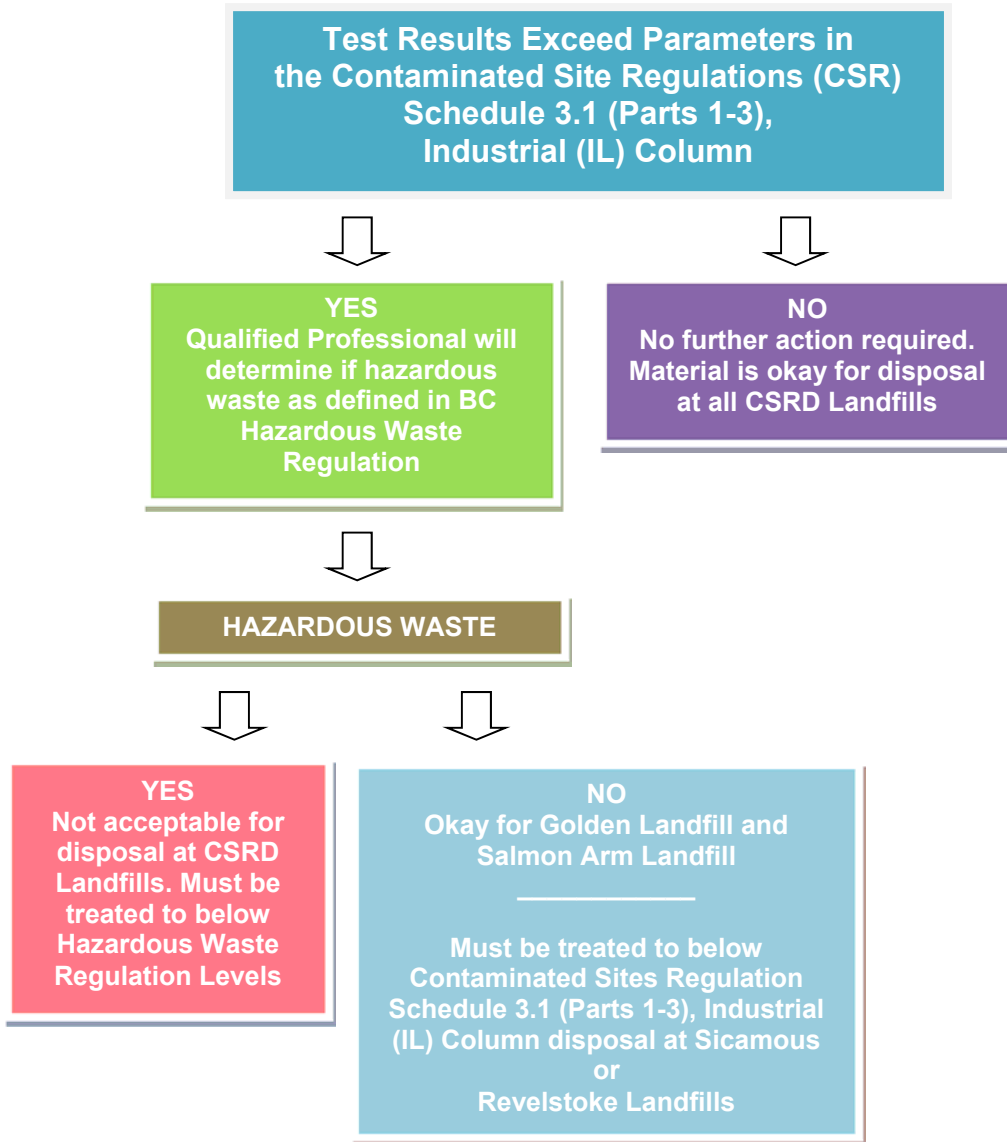 Test Results Exceed Parameters in
the Contaminated Site Regulations (CSR)
Schedule 3.1 (Parts 1-3),
Industrial (IL) Column
YES
Qualified Professional will
determine if hazardous
waste as defined in BC
Hazardous Waste
Regulation
NO
No further action required.
Material is okay for disposal
at all CSRD Landfills
HAZARDOUS WASTE
YES
Not acceptable for
disposal at CSRD
Landfills. Must be
treated to below
Hazardous Waste
Regulation Levels
NO
Okay for Golden Landfill and
Salmon Arm Landfill
Must be treated to below
Contaminated Sites Regulation
Schedule 3.1 (Parts 1-3), Industrial
(IL) Column disposal at Sicamous
or
Revelstoke Landfills